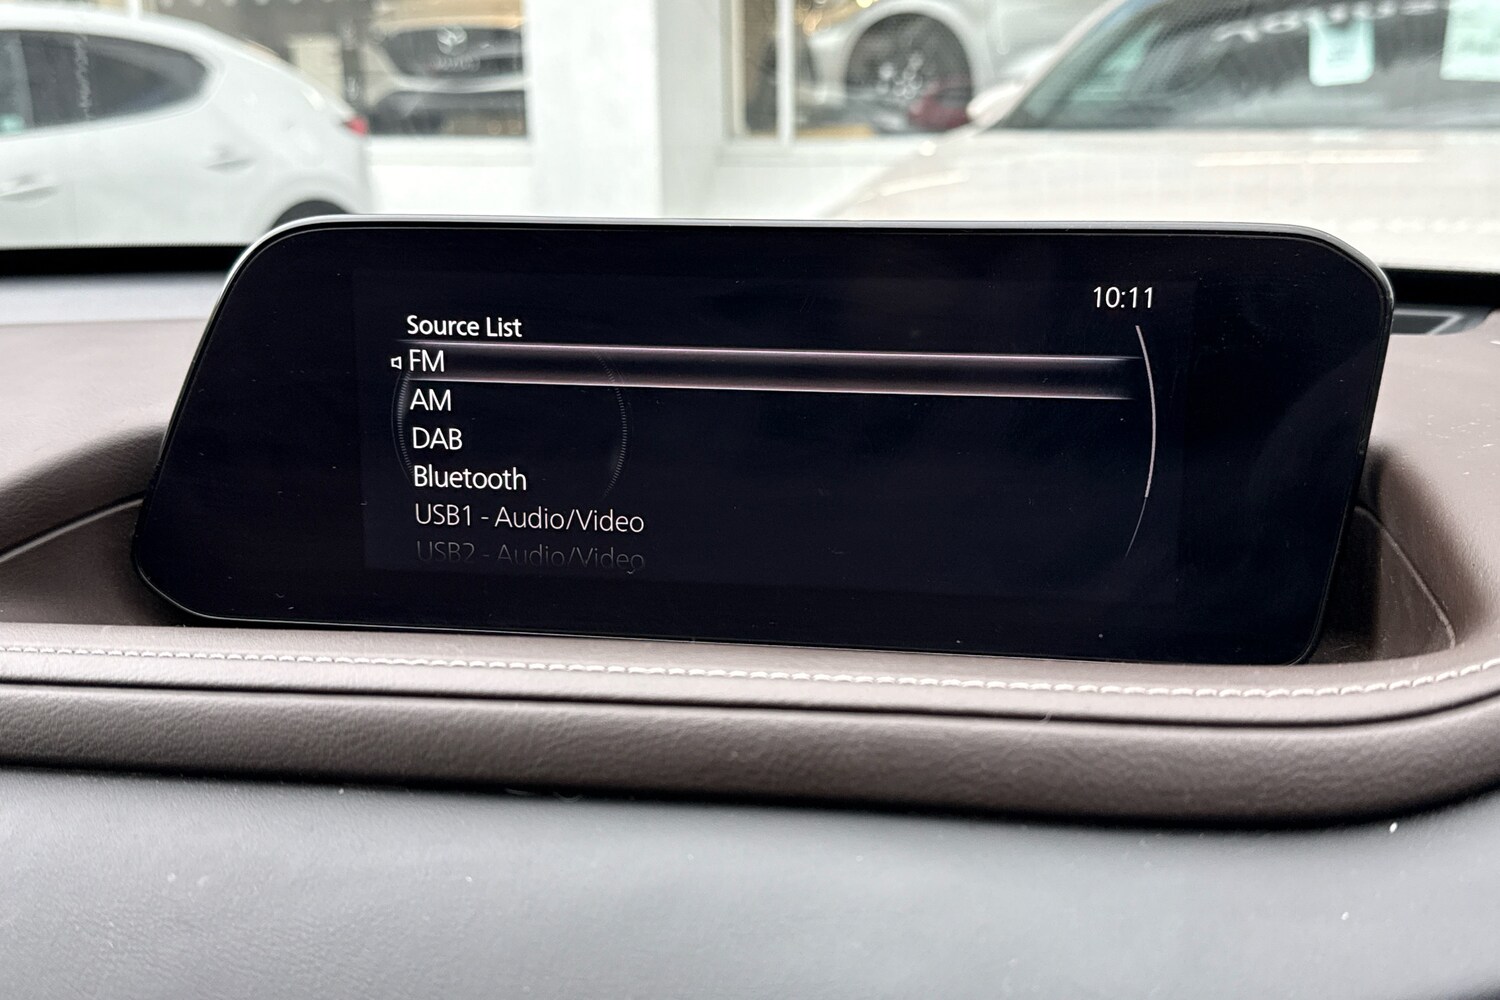 10:11
Source List
FM
AM
DAB
Bluetooth
USB1 - Audio/Video
USB2 - Audio/Video